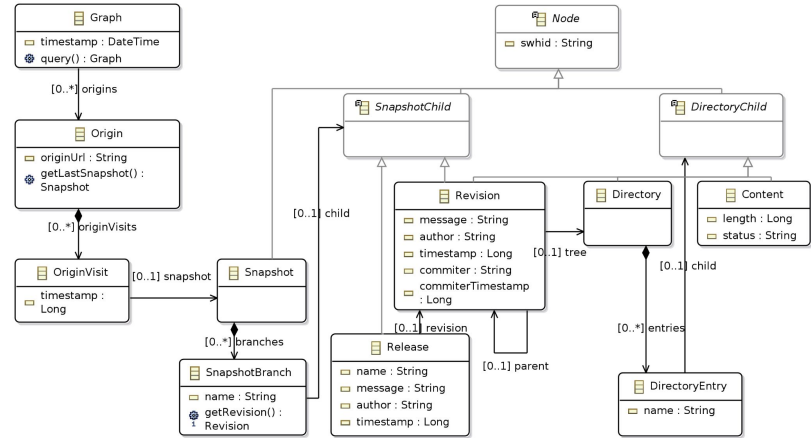 Graph
timestamp : DateTime
query() : Graph
[0..*] origins
Origin
originUrl : String
getLastSnapshot() :
Snapshot
[0..*] originVisits
OriginVisit
timestamp :
Long
[0..1] snapshot
Snapshot
[0..*] branches
SnapshotBranch
name : String
getRevision() :
Revision
[0..1] child
Node
swhid : String
SnapshotChild
DirectoryChild
Revision
message : String
author : String
timestamp : Long
commiter : String
commiterTimestamp
: Long
[0..1] tree
Directory
Content
length : Long
status : String
[0..1] child
[0..1] revision
[0..1] parent
[0..*] entries
Release
name : String
message : String
author : String
timestamp : Long
DirectoryEntry
name : String